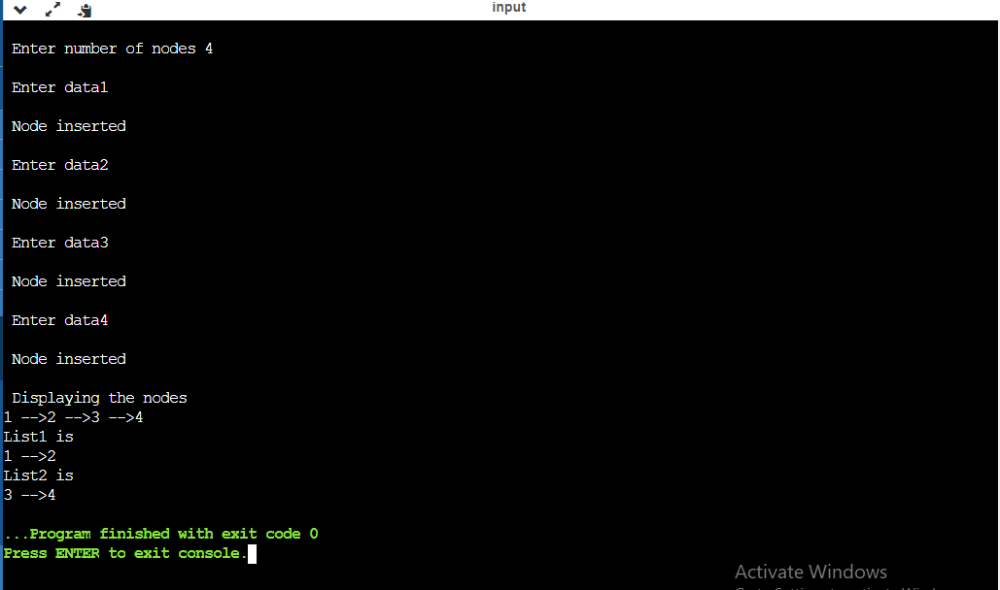 input
Enter number of nodes 4
Enter data1
Node inserted
Enter data2
Node inserted
Enter data3
Node inserted
Enter data4
Node inserted
Displaying the nodes
1 -->2 -->3 -->4
List1 is
1 -->2
List2 is
3 -->4
...Program finished with exit code 0
Press ENTER to exit console.
Activate Windows